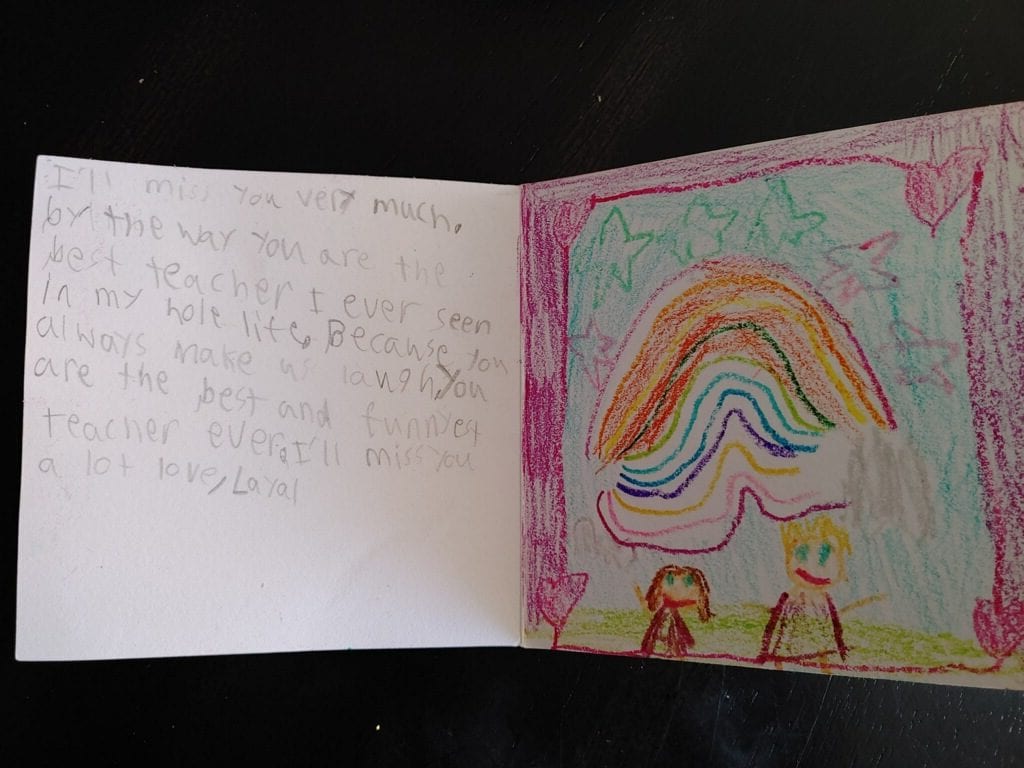 I'll miss you very much.
by the way you are the
best teacher I ever seen
in my hole life. Because you
always make us laugh, you
are the best and funnyest
teacher ever. I'll miss you
a lot love, Layal